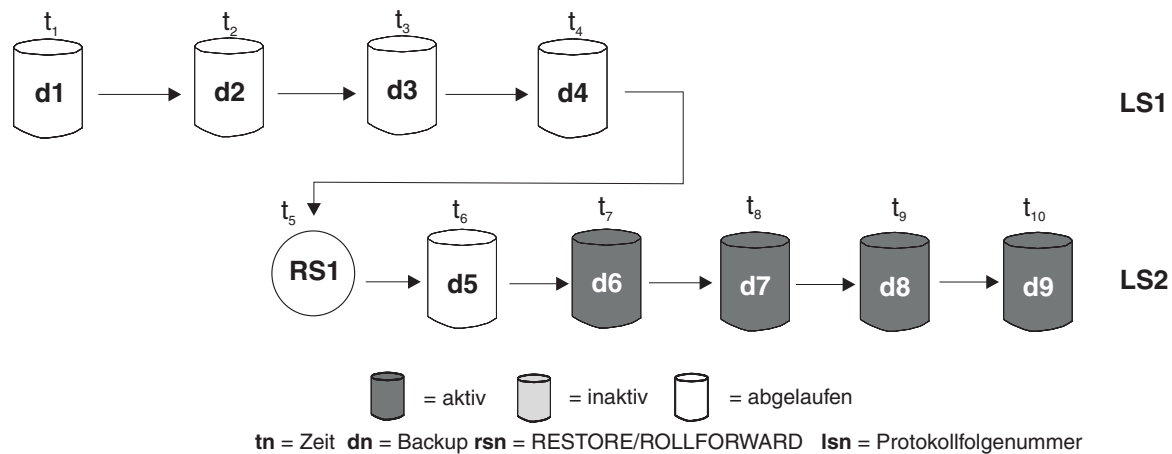 t₁ t₂ t₃ t₄
d1 d2 d3 d4 LS1
t₅ t₆ t₇ t₈ t₉ t₁₀
RS1 d5 d6 d7 d8 d9 LS2
= aktiv = inaktiv = abgelaufen
tn = Zeit dn = Backup rsn = RESTORE/ROLLFORWARD lsn = Protokollfolgenummer